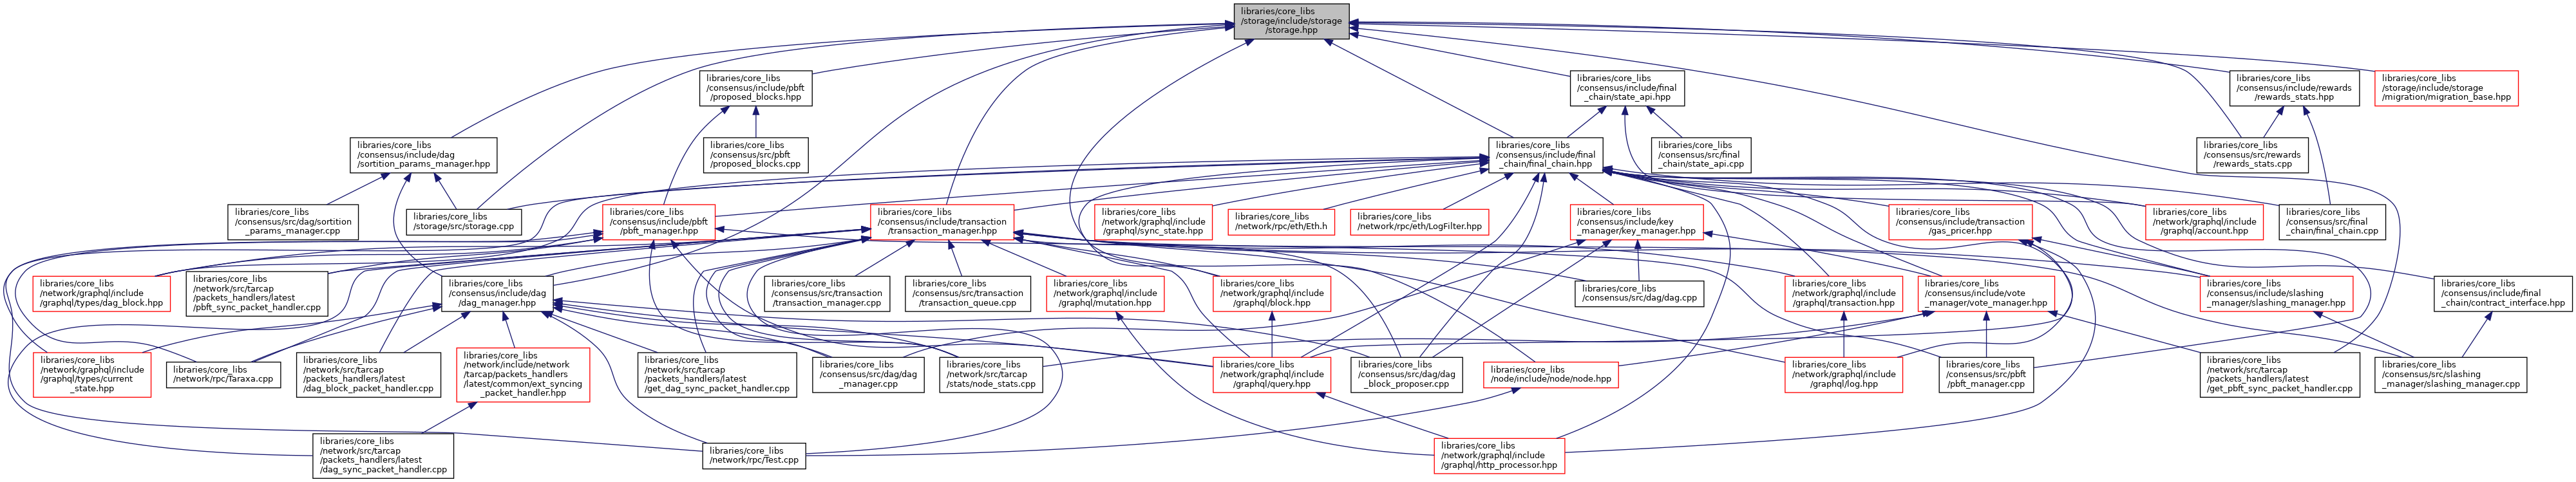 libraries/core_libs
/storage/include/storage
/storage.hpp
libraries/core_libs
/consensus/include/pbft
/proposed_blocks.hpp
libraries/core_libs
/consensus/include/final
_chain/state_api.hpp
libraries/core_libs
/consensus/include/rewards
/rewards_stats.hpp
libraries/core_libs
/storage/include/storage
/migration/migration_base.hpp
libraries/core_libs
/consensus/include/dag
/sortition_params_manager.hpp
libraries/core_libs
/consensus/src/pbft
/proposed_blocks.cpp
libraries/core_libs
/consensus/include/final
_chain/final_chain.hpp
libraries/core_libs
/consensus/src/final
_chain/state_api.cpp
libraries/core_libs
/consensus/src/rewards
/rewards_stats.cpp
libraries/core_libs
/consensus/src/dag/sortition
_params_manager.cpp
libraries/core_libs
/storage/src/storage.cpp
libraries/core_libs
/consensus/include/pbft
/pbft_manager.hpp
libraries/core_libs
/consensus/include/transaction
/transaction_manager.hpp
libraries/core_libs
/network/graphql/include
/graphql/sync_state.hpp
libraries/core_libs
/network/rpc/eth/Eth.h
libraries/core_libs
/network/rpc/eth/LogFilter.hpp
libraries/core_libs
/consensus/include/key
_manager/key_manager.hpp
libraries/core_libs
/consensus/include/transaction
/gas_pricer.hpp
libraries/core_libs
/network/graphql/include
/graphql/account.hpp
libraries/core_libs
/consensus/src/final
_chain/final_chain.cpp
libraries/core_libs
/network/graphql/include
/graphql/types/dag_block.hpp
libraries/core_libs
/network/src/tarcap
/packets_handlers/latest
/pbft_sync_packet_handler.cpp
libraries/core_libs
/consensus/include/dag
/dag_manager.hpp
libraries/core_libs
/consensus/src/transaction
/transaction_manager.cpp
libraries/core_libs
/consensus/src/transaction
/transaction_queue.cpp
libraries/core_libs
/network/graphql/include
/graphql/mutation.hpp
libraries/core_libs
/network/graphql/include
/graphql/block.hpp
libraries/core_libs
/consensus/src/dag/dag.cpp
libraries/core_libs
/network/graphql/include
/graphql/transaction.hpp
libraries/core_libs
/consensus/include/vote
_manager/vote_manager.hpp
libraries/core_libs
/consensus/include/slashing
_manager/slashing_manager.hpp
libraries/core_libs
/consensus/include/final
_chain/contract_interface.hpp
libraries/core_libs
/network/graphql/include
/graphql/types/current
_state.hpp
libraries/core_libs
/network/rpc/Taraxa.cpp
libraries/core_libs
/network/src/tarcap
/packets_handlers/latest
/dag_block_packet_handler.cpp
libraries/core_libs
/network/include/network
/tarcap/packets_handlers
/latest/common/ext_syncing
_packet_handler.hpp
libraries/core_libs
/network/src/tarcap
/packets_handlers/latest
/get_dag_sync_packet_handler.cpp
libraries/core_libs
/consensus/src/dag/dag
_manager.cpp
libraries/core_libs
/network/src/tarcap
/stats/node_stats.cpp
libraries/core_libs
/network/graphql/include
/graphql/query.hpp
libraries/core_libs
/consensus/src/dag/dag
_block_proposer.cpp
libraries/core_libs
/node/include/node/node.hpp
libraries/core_libs
/network/graphql/include
/graphql/log.hpp
libraries/core_libs
/consensus/src/pbft
/pbft_manager.cpp
libraries/core_libs
/network/src/tarcap
/packets_handlers/latest
/get_pbft_sync_packet_handler.cpp
libraries/core_libs
/consensus/src/slashing
_manager/slashing_manager.cpp
libraries/core_libs
/network/src/tarcap
/packets_handlers/latest
/dag_sync_packet_handler.cpp
libraries/core_libs
/network/rpc/Test.cpp
libraries/core_libs
/network/graphql/include
/graphql/http_processor.hpp